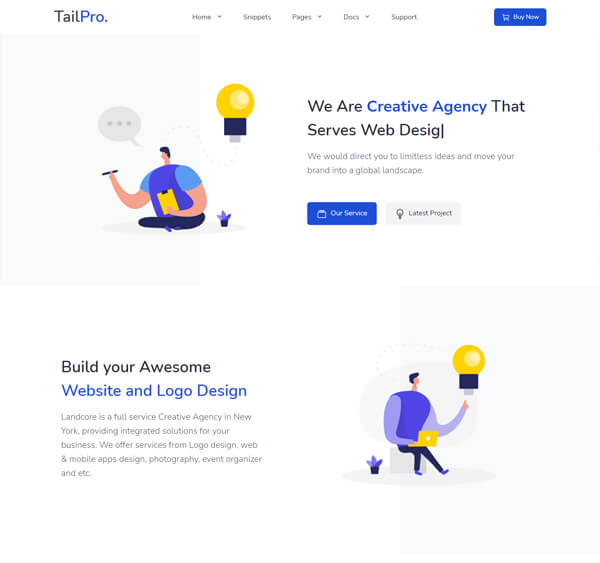 TailPro.
Home
Snippets
Pages
Docs
Support
Buy Now
We Are Creative Agency That
Serves Web Desig|
We would direct you to limitless ideas and move your
brand into a global landscape.
Our Service
Latest Project
Build your Awesome
Website and Logo Design
Landcore is a full service Creative Agency in New
York, providing integrated solutions for your
business. We offer services from Logo design, web
& mobile apps design, photography, event organizer
and etc.